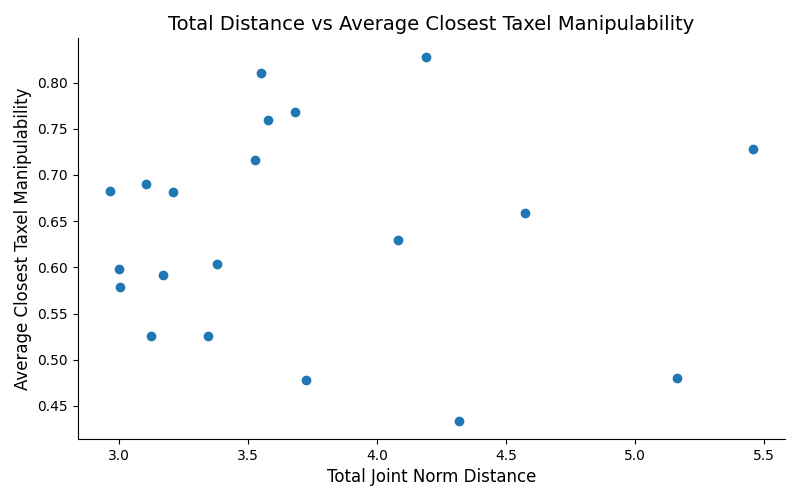 Total Distance vs Average Closest Taxel Manipulability
Average Closest Taxel Manipulability
0.80
0.75
0.70
0.65
0.60
0.55
0.50
0.45
3.0 3.5 4.0 4.5 5.0 5.5
Total Joint Norm Distance